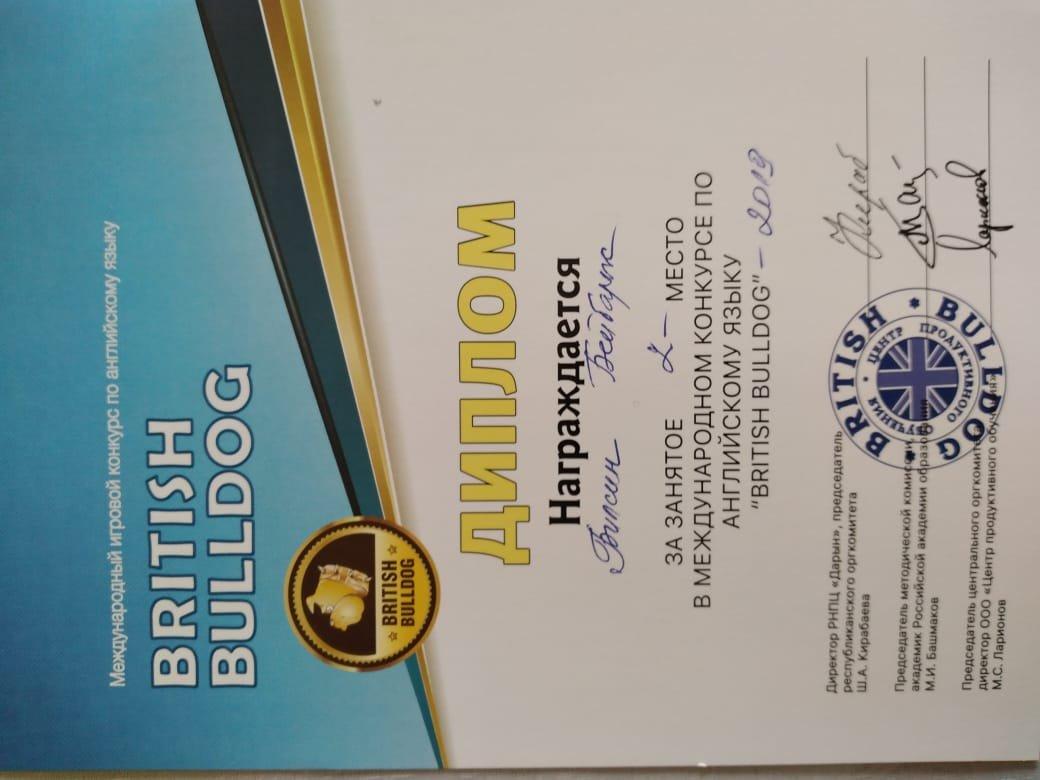 Международный игровой конкурс по английскому языку
BRITISH
BULLDOG
BRITISH
BULLDOG
ДИПЛОМ
Награждается
Бейбарыс
ЗА ЗАНЯТОЕ 2 – МЕСТО
В МЕЖДУНАРОДНОМ КОНКУРСЕ ПО
АНГЛИЙСКОМУ ЯЗЫКУ
"BRITISH BULLDOG" – 2019
Директор РНПЦ «Дарын», председатель
республиканского оргкомитета
Ш.А. Кирабаева
Председатель методической комиссии,
академик Российской академии образования
М.И. Башмаков
Председатель центрального оргкомитета,
директор ООО «Центр продуктивного обучения»
М.С. Ларионов
BRITISH BULLDOG
ЦЕНТР ПРОДУКТИВНОГО ОБУЧЕНИЯ